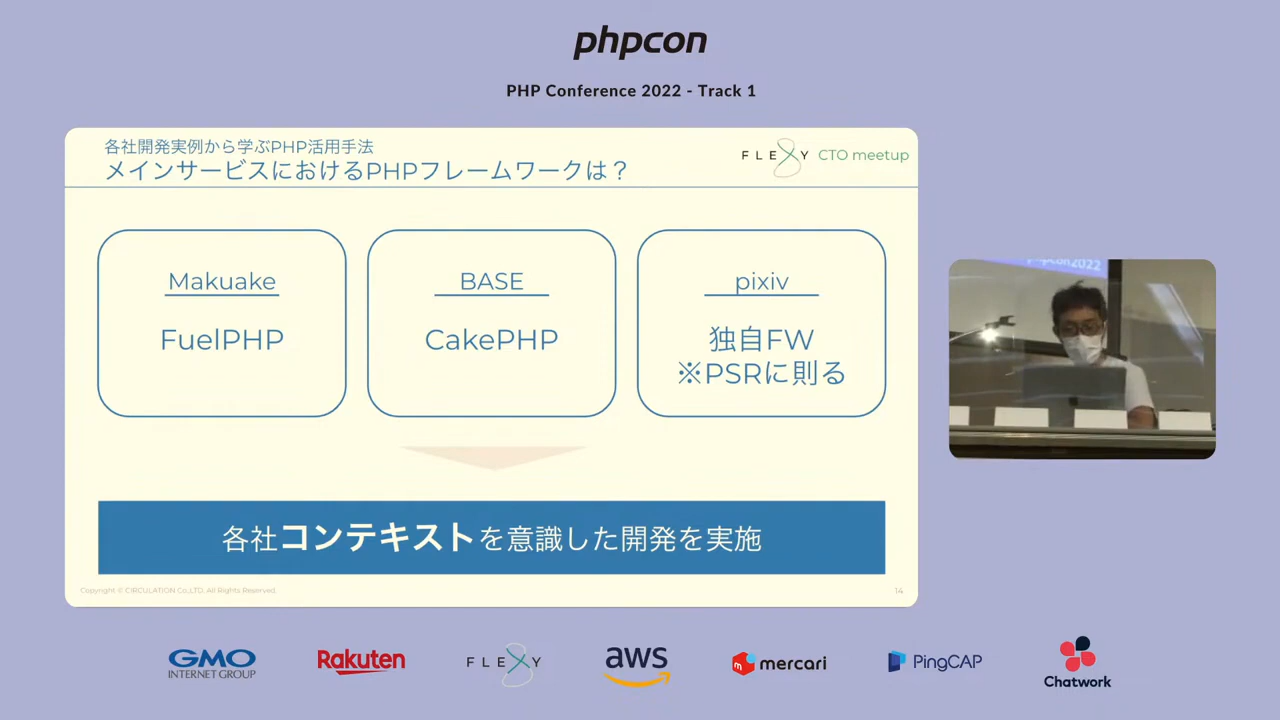 phpcon
PHP Conference 2022 - Track 1
各社開発実例から学ぶPHP活用手法
メインサービスにおけるPHPフレームワークは？
FLEXY CTO meetup
Makuake
FuelPHP
BASE
CakePHP
pixiv
独自FW
※PSRに則る
各社コンテキストを意識した開発を実施
Copyright © CIRCULATION Co.,LTD. All Rights Reserved.
14
phpcon2022
GMO
INTERNET GROUP
Rakuten
FLEXY
aws
m mercari
PingCAP
Chatwork